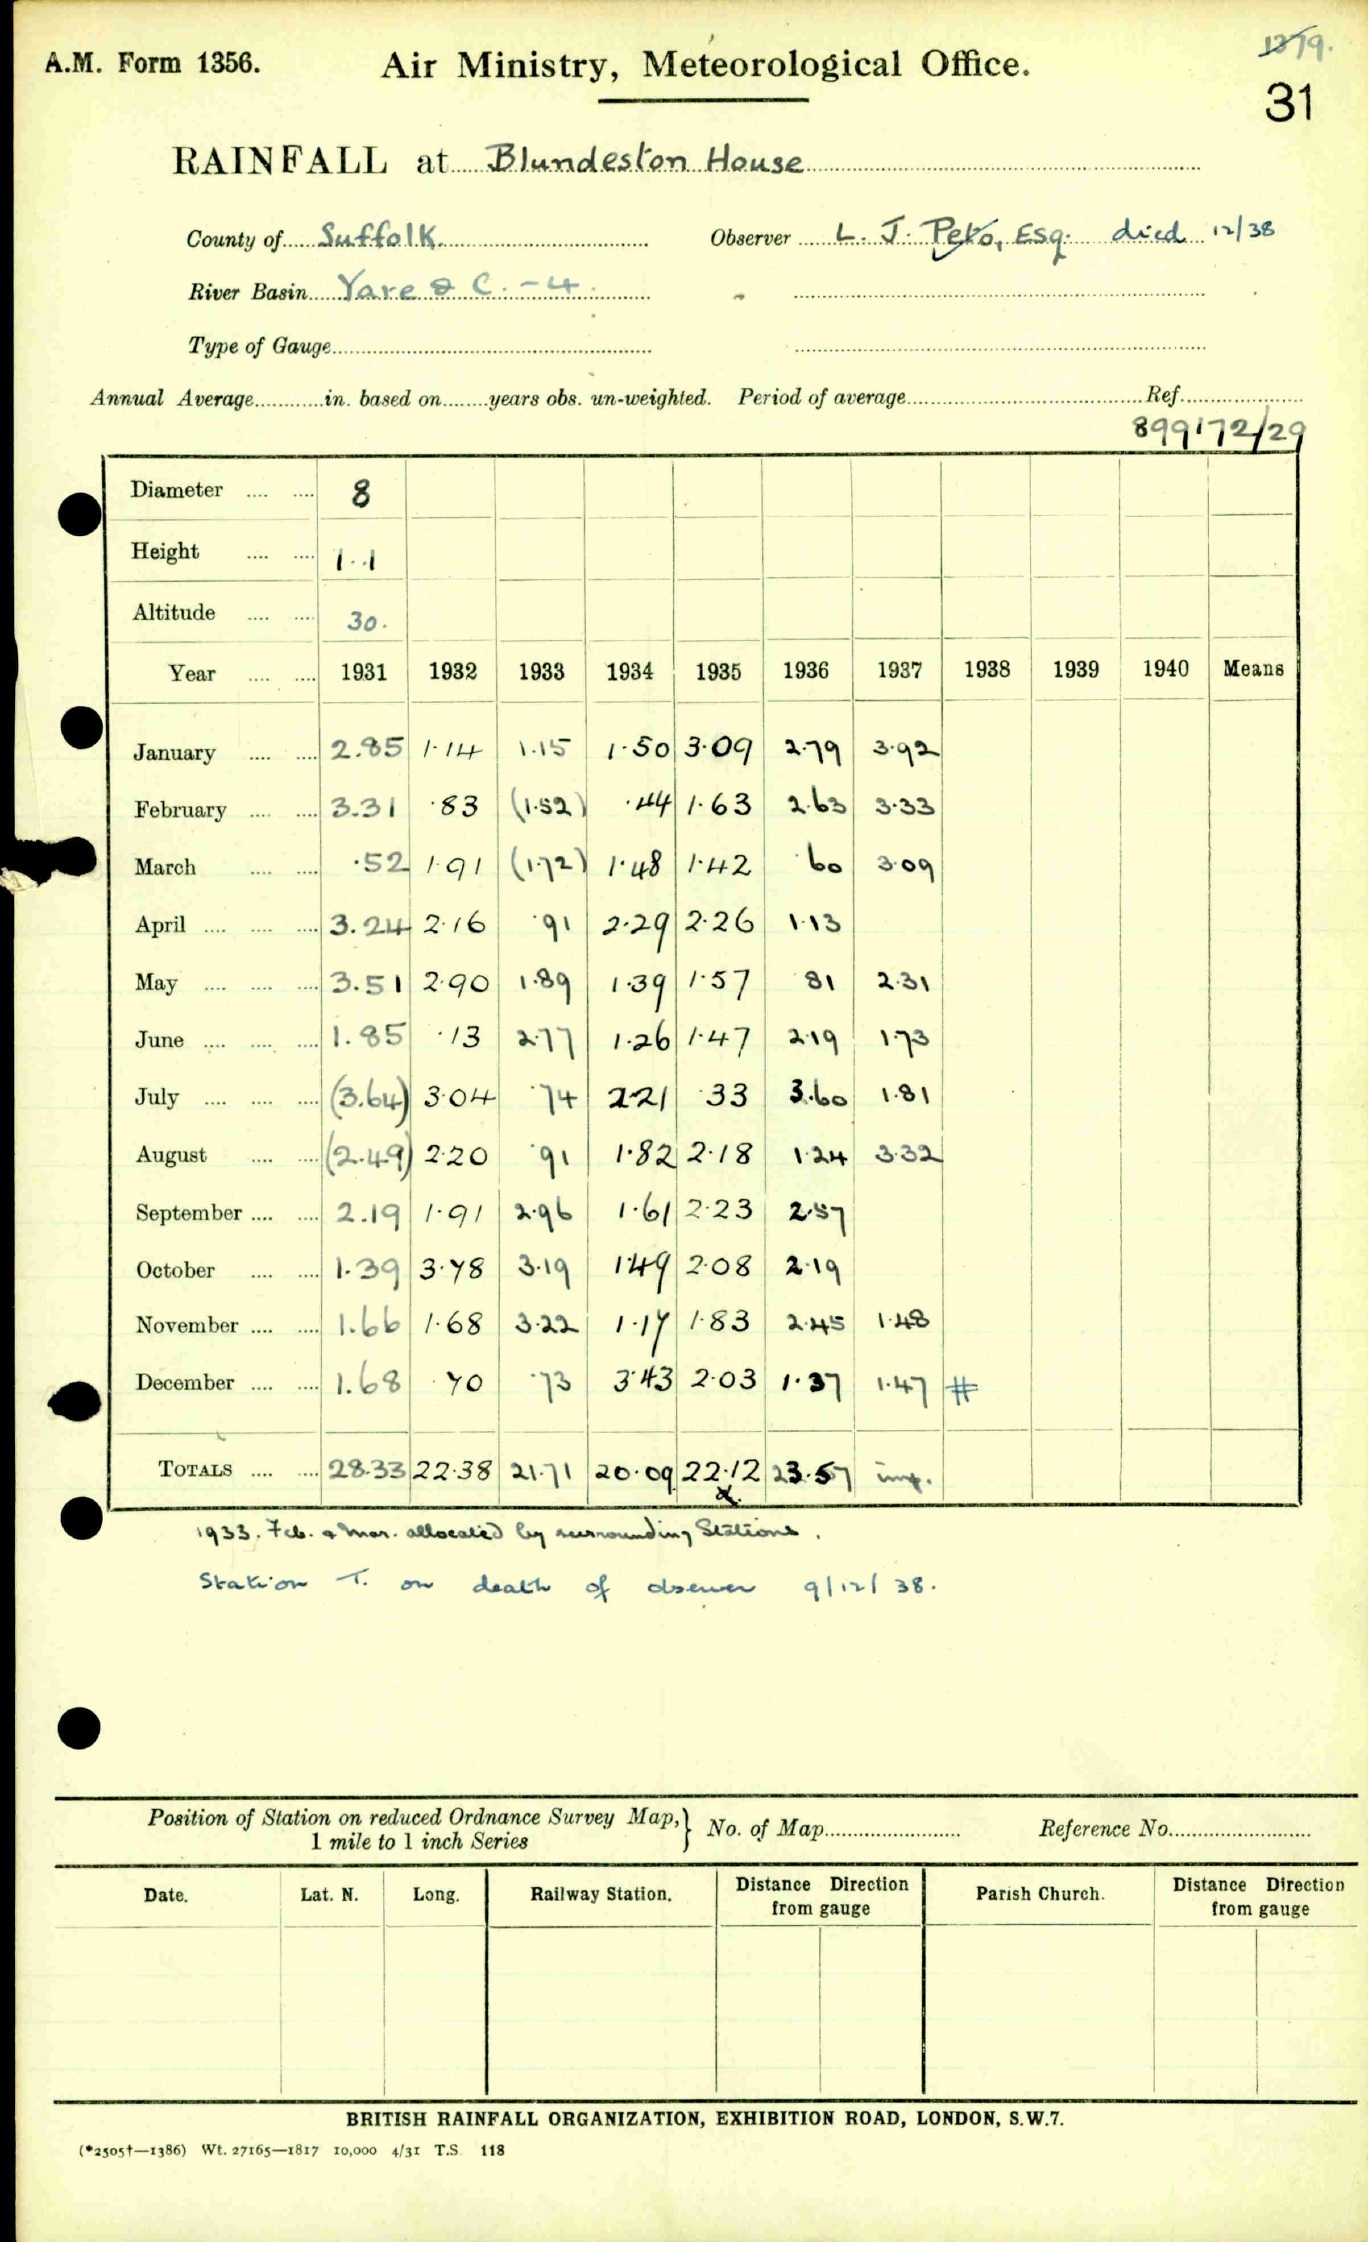 1379.
A.M. Form 1356. Air Ministry, Meteorological Office.
31
RAINFALL at Blundeston House
County of Suffolk Observer L. J. Peto, Esq. died 12/38
River Basin Yare & C. - 4.
Type of Gauge
Annual Average in. based on years obs. un-weighted. Period of average Ref.
899172/29
Diameter 8
Height 1.1
Altitude 30.
Year 1931 1932 1933 1934 1935 1936 1937 1938 1939 1940 Means
January 2.85 1.14 1.15 1.50 3.09 2.79 3.92
February 3.31 .83 (1.52) .44 1.63 2.63 3.33
March .52 1.91 (1.72) 1.48 1.42 .60 3.09
April 3.24 2.16 .91 2.29 2.26 1.13
May 3.51 2.90 1.89 1.39 1.57 .81 2.31
June 1.85 .13 2.77 1.26 1.47 2.19 1.73
July (3.64) 3.04 .74 2.21 .33 3.60 1.81
August (2.49) 2.20 .91 1.82 2.18 1.24 3.32
September 2.19 1.91 2.96 1.61 2.23 2.57
October 1.39 3.78 3.19 1.49 2.08 2.19
November 1.66 1.68 3.22 1.17 1.83 2.45 1.48
December 1.68 .70 .73 3.43 2.03 1.37 1.47 #
TOTALS 28.33 22.38 21.71 20.09 22.12 23.57 imp.
1933. Feb. & Mar. allocated by surrounding Stations.
Station T. on death of observer 9/12/38.
Position of Station on reduced Ordnance Survey Map,} No. of Map Reference No.
1 mile to 1 inch Series
Date. Lat. N. Long. Railway Station. Distance Direction from gauge Parish Church. Distance Direction from gauge
BRITISH RAINFALL ORGANIZATION, EXHIBITION ROAD, LONDON, S.W.7.
(*2505†—1386) Wt. 27165—1817 10,000 4/31 T.S. 118